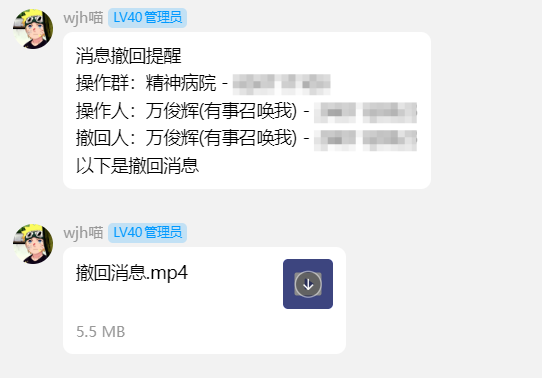 wjh喵 LV40 管理员
消息撤回提醒
操作群：精神病院 -
操作人：万俊辉(有事召唤我) -
撤回人：万俊辉(有事召唤我) -
以下是撤回消息
wjh喵 LV40 管理员
撤回消息.mp4
5.5 MB